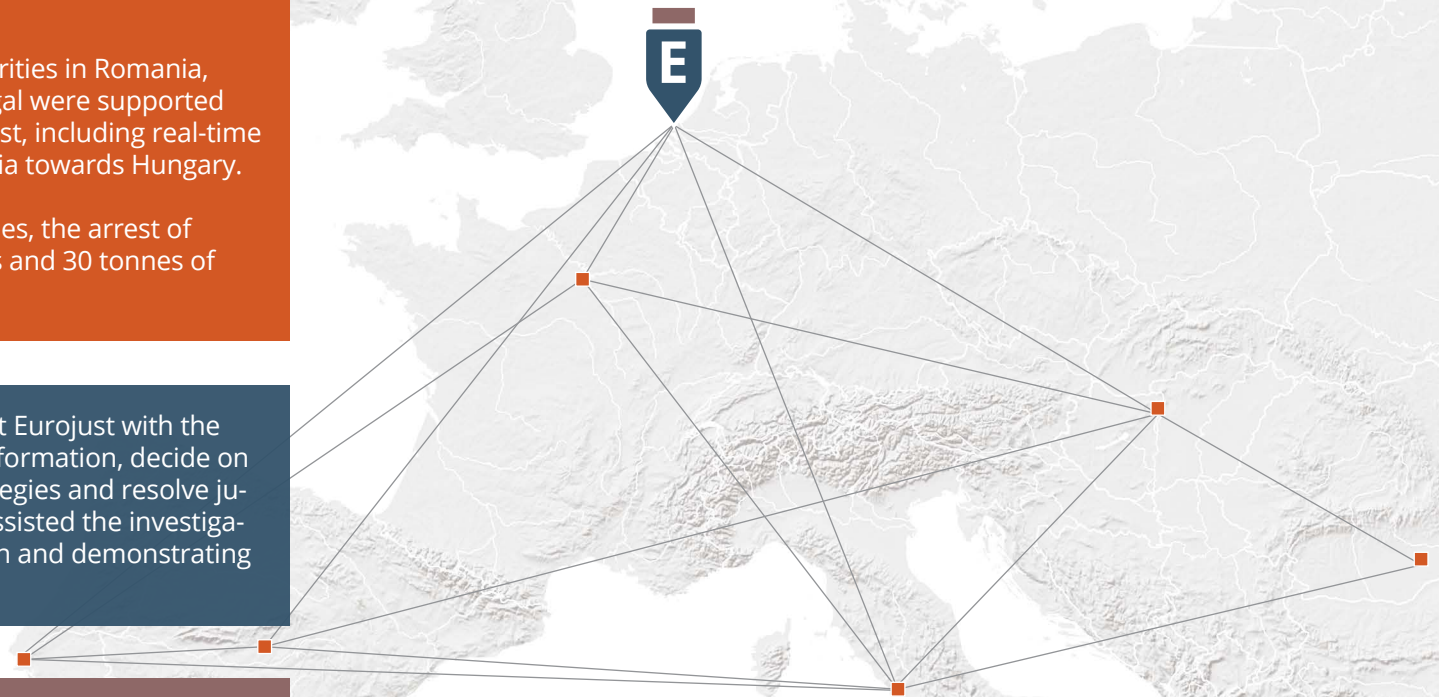 E
rities in Romania,
gal were supported
st, including real-time
ia towards Hungary.
es, the arrest of
s and 30 tonnes of
t Eurojust with the
formation, decide on
egies and resolve ju-
ssisted the investiga-
n and demonstrating